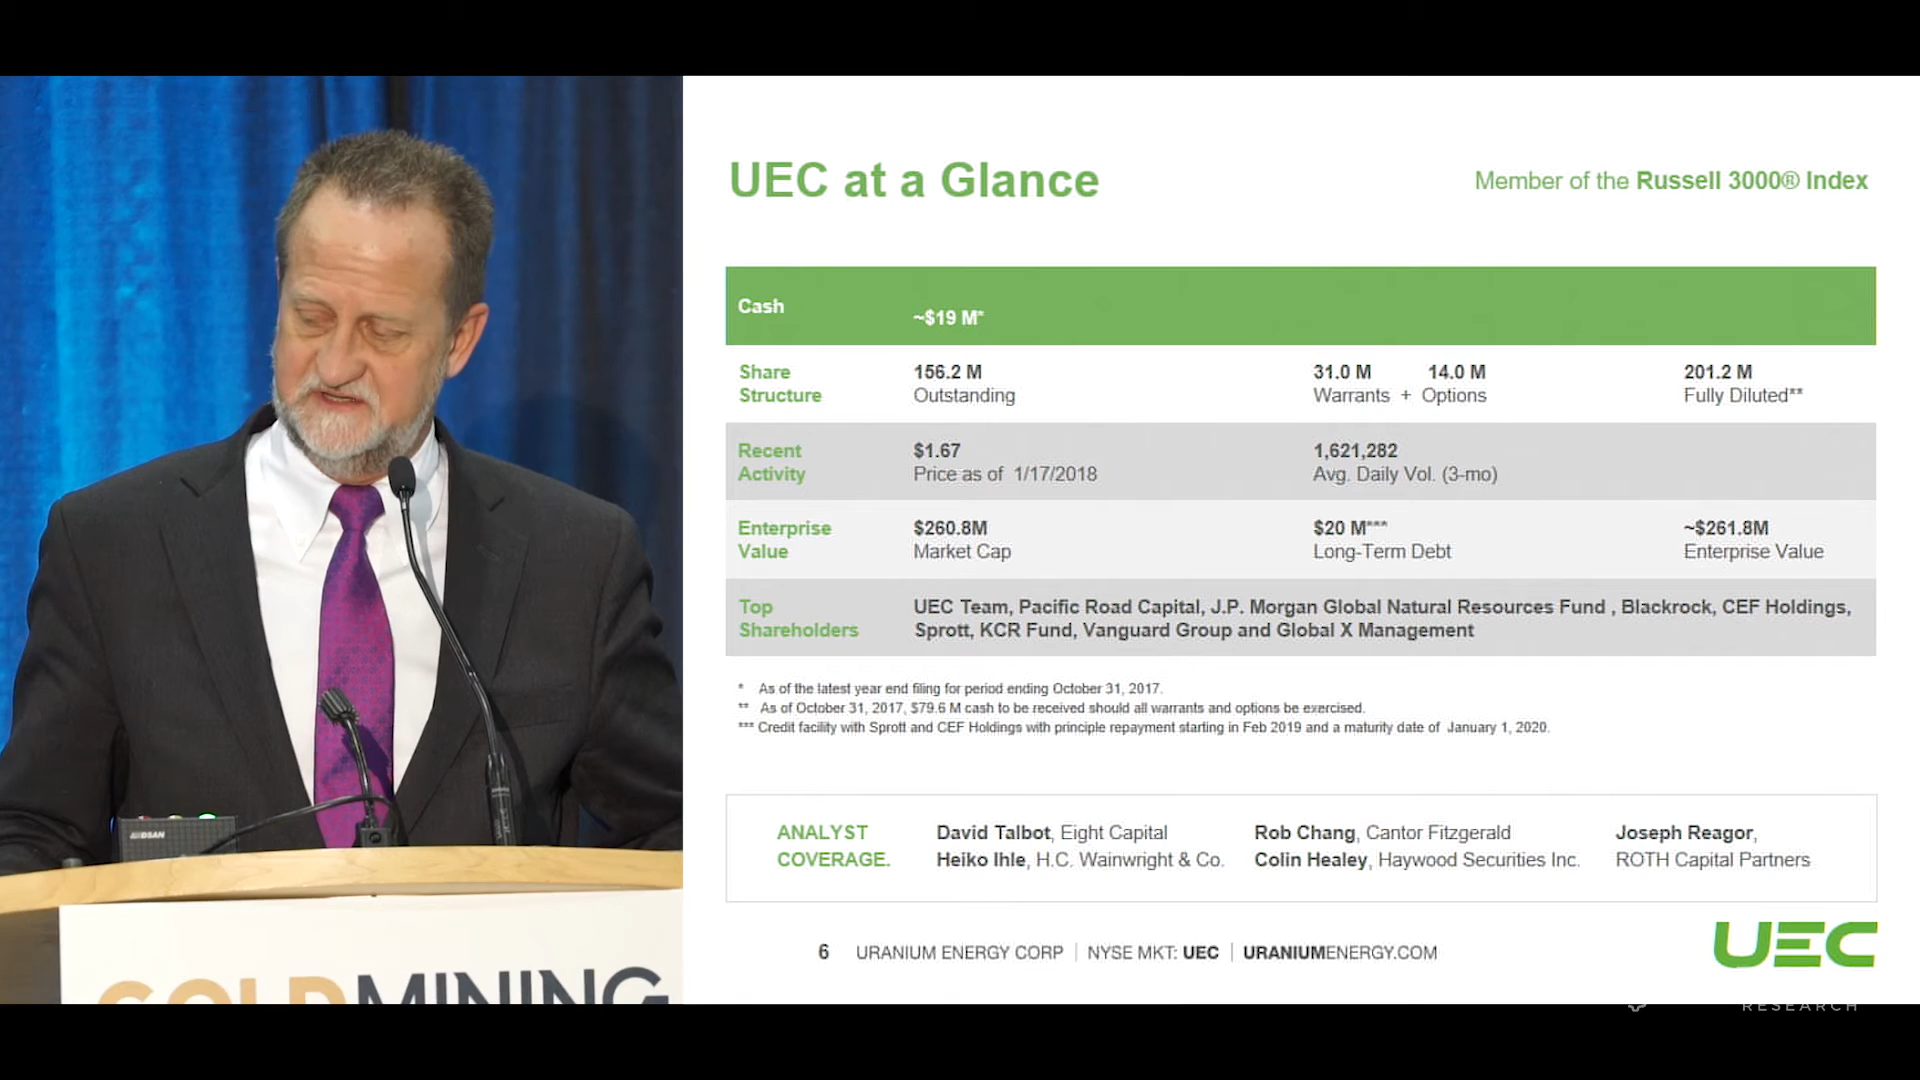 UEC at a Glance
Member of the Russell 3000® Index
Cash ~$19 M*
Share Structure
156.2 M Outstanding
31.0 M Warrants + 14.0 M Options
201.2 M Fully Diluted**
Recent Activity
$1.67 Price as of 1/17/2018
1,621,282 Avg. Daily Vol. (3-mo)
Enterprise Value
$260.8M Market Cap
$20 M*** Long-Term Debt
~$261.8M Enterprise Value
Top Shareholders
UEC Team, Pacific Road Capital, J.P. Morgan Global Natural Resources Fund , Blackrock, CEF Holdings,
Sprott, KCR Fund, Vanguard Group and Global X Management
* As of the latest year end filing for period ending October 31, 2017.
** As of October 31, 2017, $79.6 M cash to be received should all warrants and options be exercised.
*** Credit facility with Sprott and CEF Holdings with principle repayment starting in Feb 2019 and a maturity date of January 1, 2020.
ANALYST COVERAGE.
David Talbot, Eight Capital
Heiko Ihle, H.C. Wainwright & Co.
Rob Chang, Cantor Fitzgerald
Colin Healey, Haywood Securities Inc.
Joseph Reagor,
ROTH Capital Partners
6 URANIUM ENERGY CORP | NYSE MKT: UEC | URANIUMENERGY.COM
UEC
GOLDMINING
RESEARCH